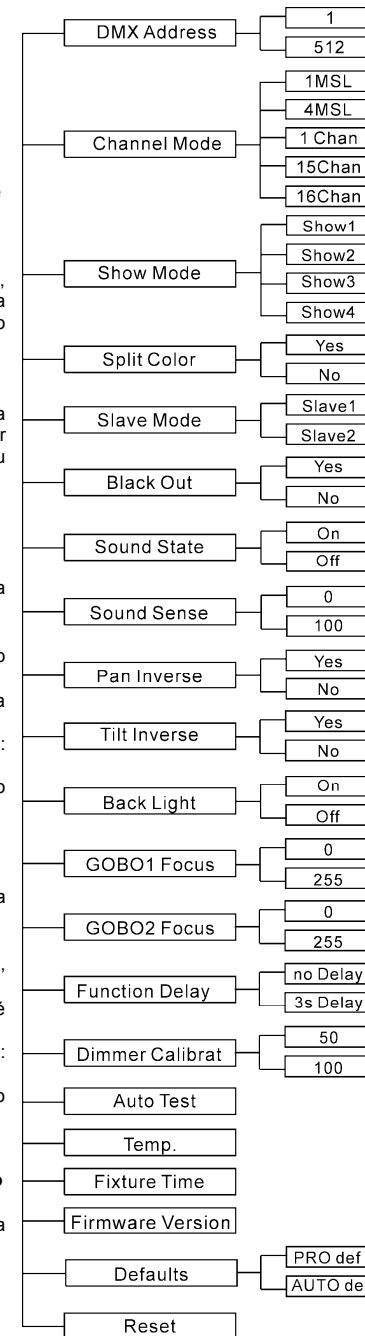 DMX Address
1
512
Channel Mode
1MSL
4MSL
1 Chan
15Chan
16Chan
Show Mode
Show1
Show2
Show3
Show4
Split Color
Yes
No
Slave Mode
Slave1
Slave2
Black Out
Yes
No
Sound State
On
Off
Sound Sense
0
100
Pan Inverse
Yes
No
Tilt Inverse
Yes
No
Back Light
On
Off
GOBO1 Focus
0
255
GOBO2 Focus
0
255
Function Delay
no Delay
3s Delay
Dimmer Calibrat
50
100
Auto Test
Temp.
Fixture Time
Firmware Version
Defaults
PRO def
AUTO de
Reset